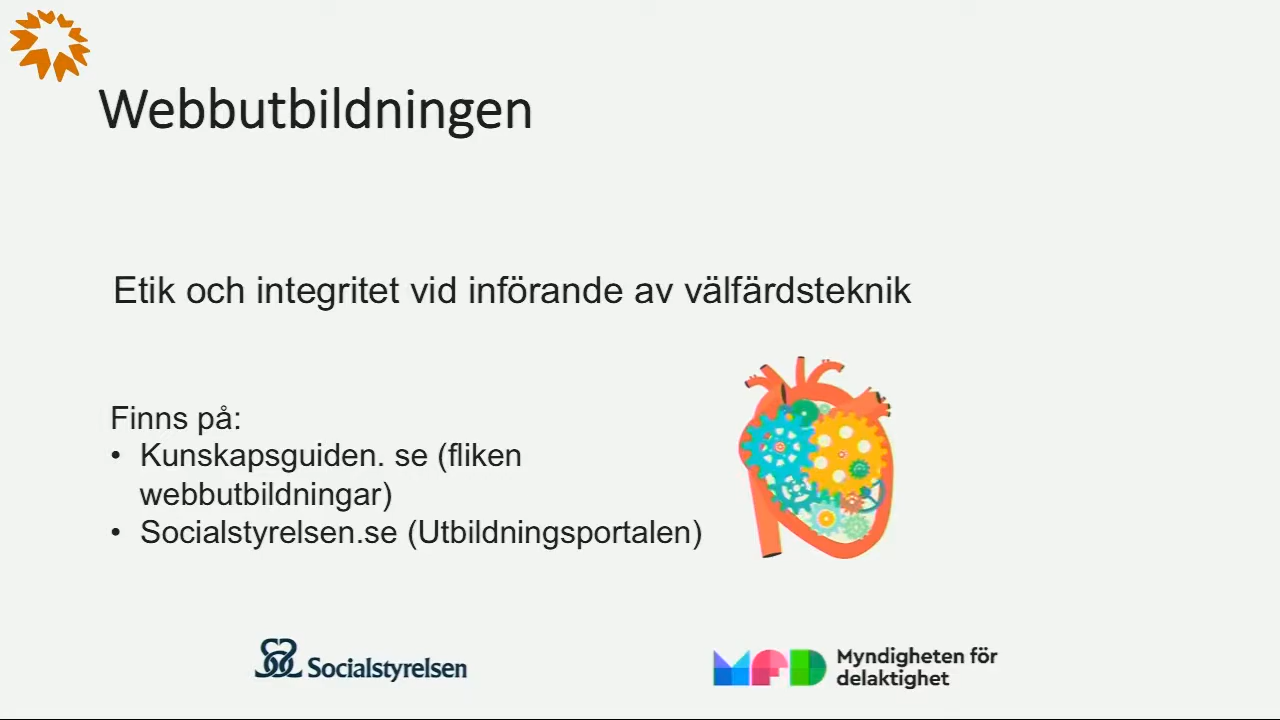 Webbutbildningen
Etik och integritet vid införande av välfärdsteknik
Finns på:
• Kunskapsguiden. se (fliken
webbutbildningar)
• Socialstyrelsen.se (Utbildningsportalen)
Socialstyrelsen
MFD Myndigheten för
delaktighet